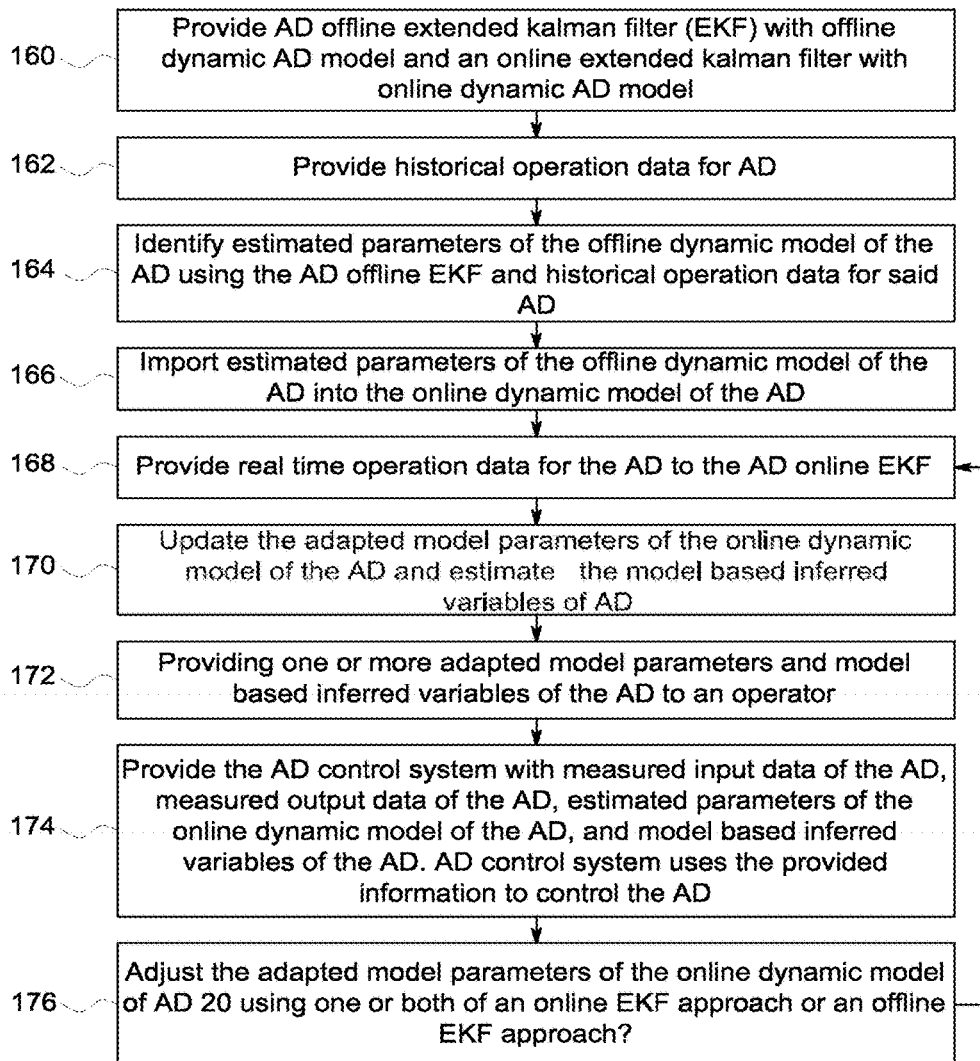 160
Provide AD offline extended kalman filter (EKF) with offline
dynamic AD model and an online extended kalman filter with
online dynamic AD model
162
Provide historical operation data for AD
164
Identify estimated parameters of the offline dynamic model of the
AD using the AD offline EKF and historical operation data for said
AD
166
Import estimated parameters of the offline dynamic model of the
AD into the online dynamic model of the AD
168
Provide real time operation data for the AD to the AD online EKF
170
Update the adapted model parameters of the online dynamic
model of the AD and estimate the model based inferred
variables of AD
172
Providing one or more adapted model parameters and model
based inferred variables of the AD to an operator
174
Provide the AD control system with measured input data of the AD,
measured output data of the AD, estimated parameters of the
online dynamic model of the AD, and model based inferred
variables of the AD. AD control system uses the provided
information to control the AD
176
Adjust the adapted model parameters of the online dynamic model
of AD 20 using one or both of an online EKF approach or an offline
EKF approach?